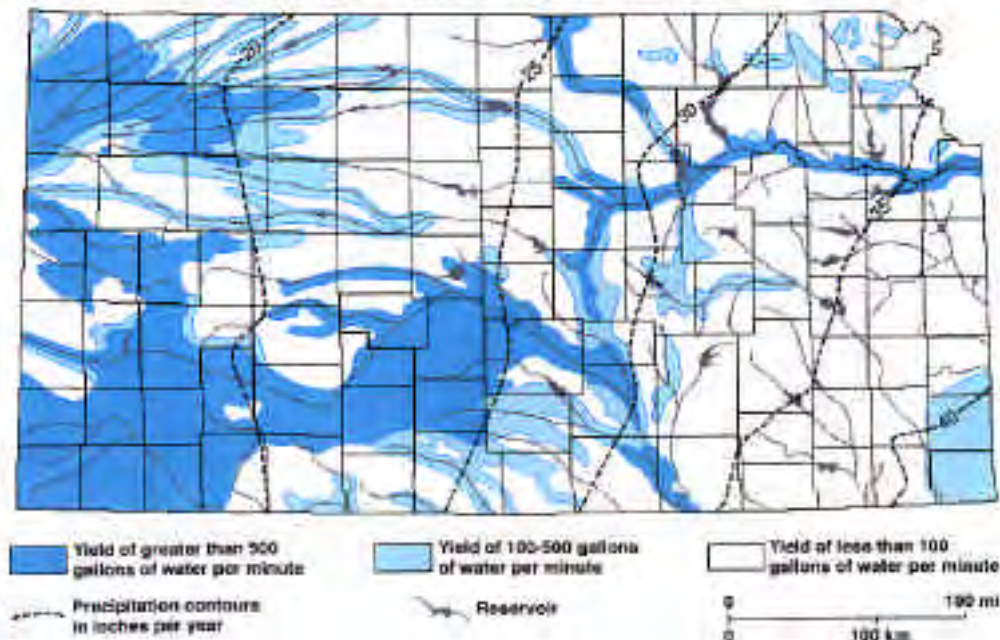 20
25
30
35
40
Yield of greater than 500
gallons of water per minute
Yield of 100-500 gallons
of water per minute
Yield of less than 100
gallons of water per minute
Precipitation contours
in inches per year
Reservoir
0
100 mi
0
100 km